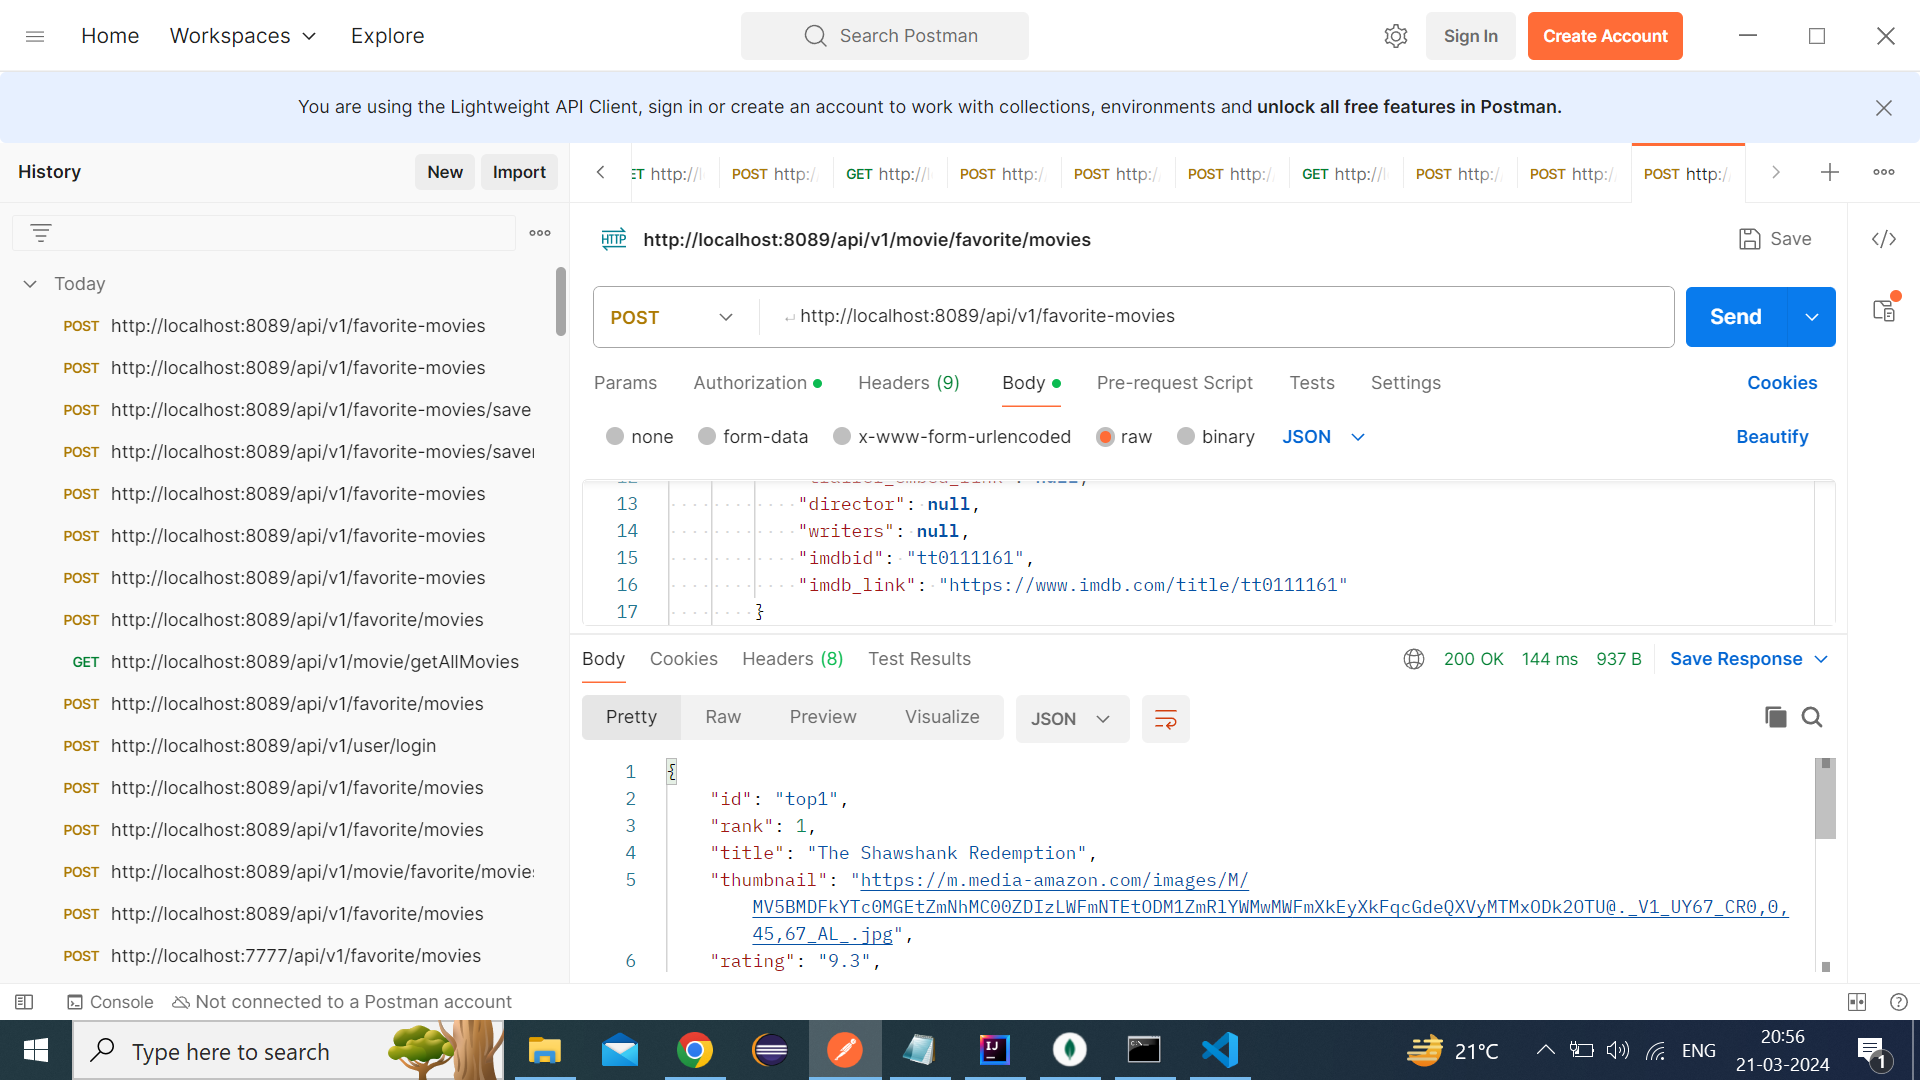 Home
Workspaces
Explore
Search Postman
Sign In
Create Account
You are using the Lightweight API Client, sign in or create an account to work with collections, environments and unlock all free features in Postman.
History
New
Import
ET http://l
POST http:/
GET http://l
POST http:/
POST http:/
POST http:/
GET http://l
POST http:/
POST http:/
POST http:/
HTTP
http://localhost:8089/api/v1/movie/favorite/movies
Save
</>
Today
POST http://localhost:8089/api/v1/favorite-movies
POST http://localhost:8089/api/v1/favorite-movies
POST http://localhost:8089/api/v1/favorite-movies/save
POST http://localhost:8089/api/v1/favorite-movies/saver
POST http://localhost:8089/api/v1/favorite-movies
POST http://localhost:8089/api/v1/favorite-movies
POST http://localhost:8089/api/v1/favorite-movies
POST http://localhost:8089/api/v1/favorite/movies
GET http://localhost:8089/api/v1/movie/getAllMovies
POST http://localhost:8089/api/v1/favorite/movies
POST http://localhost:8089/api/v1/user/login
POST http://localhost:8089/api/v1/favorite/movies
POST http://localhost:8089/api/v1/favorite/movies
POST http://localhost:8089/api/v1/movie/favorite/movies
POST http://localhost:8089/api/v1/favorite/movies
POST http://localhost:7777/api/v1/favorite/movies
POST
http://localhost:8089/api/v1/favorite-movies
Send
Params
Authorization
Headers (9)
Body
Pre-request Script
Tests
Settings
Cookies
none
form-data
x-www-form-urlencoded
raw
binary
JSON
Beautify
13 "director": null,
14 "writers": null,
15 "imdbid": "tt0111161",
16 "imdb_link": "https://www.imdb.com/title/tt0111161"
17 }
Body
Cookies
Headers (8)
Test Results
200 OK
144 ms
937 B
Save Response
Pretty
Raw
Preview
Visualize
JSON
1 {
2 "id": "top1",
3 "rank": 1,
4 "title": "The Shawshank Redemption",
5 "thumbnail": "https://m.media-amazon.com/images/M/
MV5BMDFkYTc0MGEtZmNhMC00ZDIzLWFmNTEtODM1ZmRlYWMwMWFmXkEyXkFqcGdeQXVyMTMxODk2OTU@._V1_UY67_CR0,0,
45,67_AL_.jpg",
6 "rating": "9.3",
Console
Not connected to a Postman account
Type here to search
IJ
21°C
ENG
20:56
21-03-2024
1